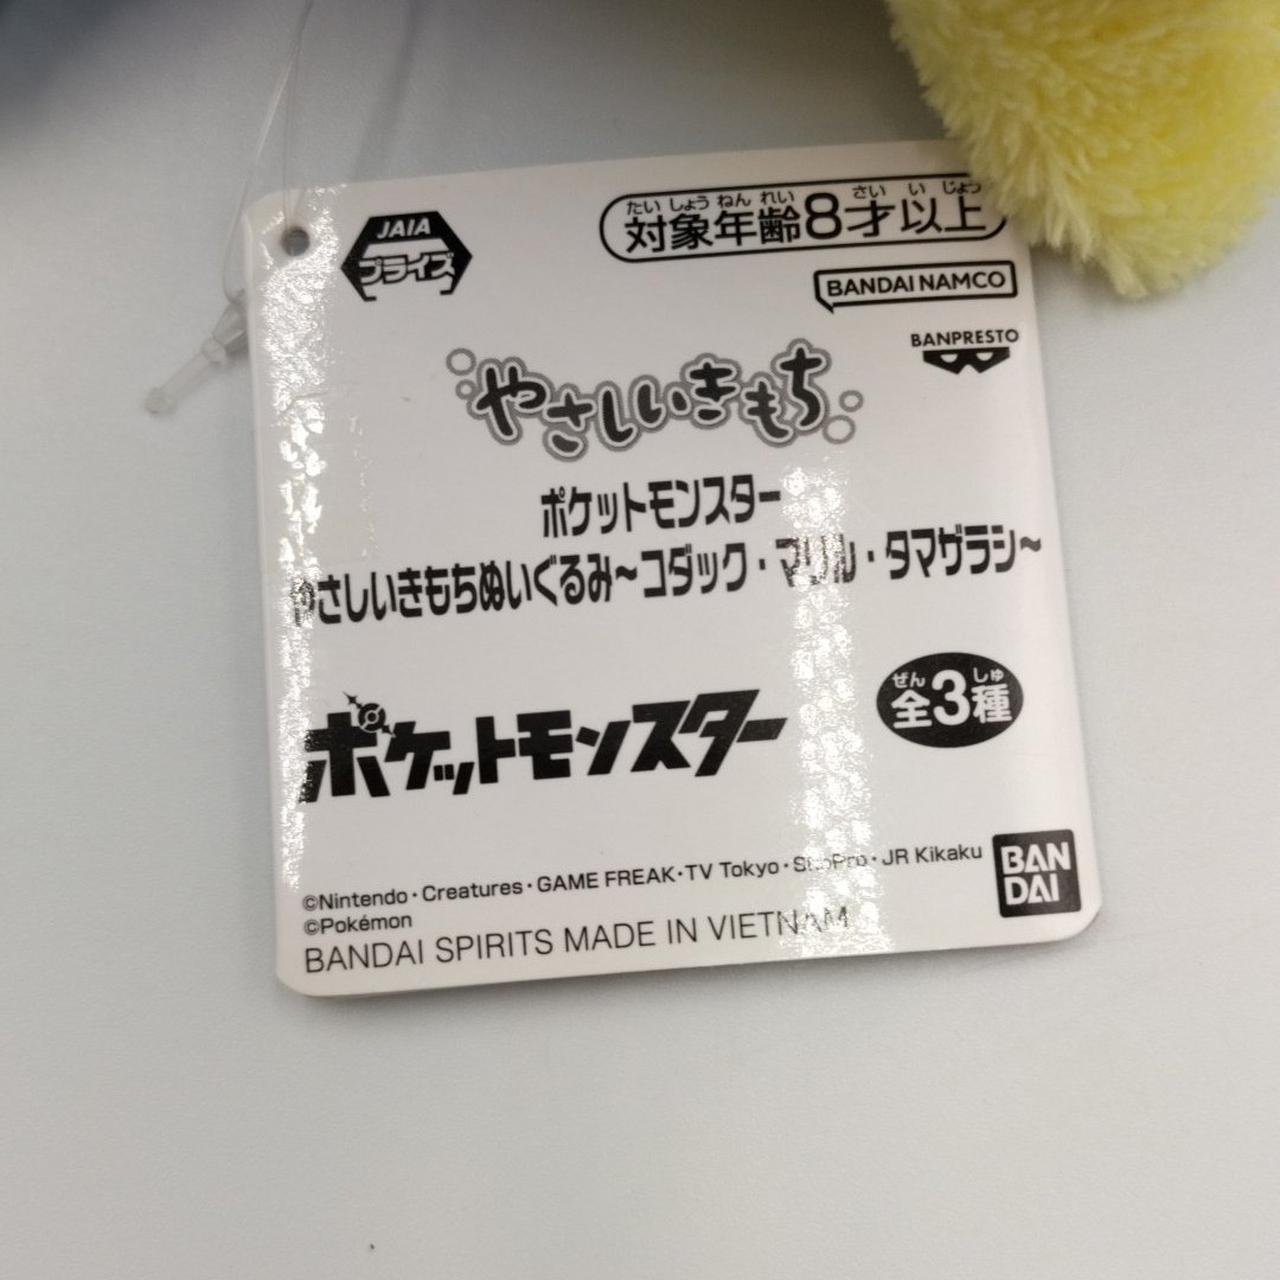 JAIA
プライズ
たいしょうねんれい さいいじょう
対象年齢8才以上
BANDAI NAMCO
BANPRESTO
やさしいきもち
ポケットモンスター
やさしいきもちぬいぐるみ～コダック・マリル・タマザラシ～
ポケットモンスター
ぜん しゅ
全3種
©Nintendo・Creatures・GAME FREAK・TV Tokyo・ShoPro・JR Kikaku
©Pokémon
BANDAI SPIRITS MADE IN VIETNAM
BAN
DAI